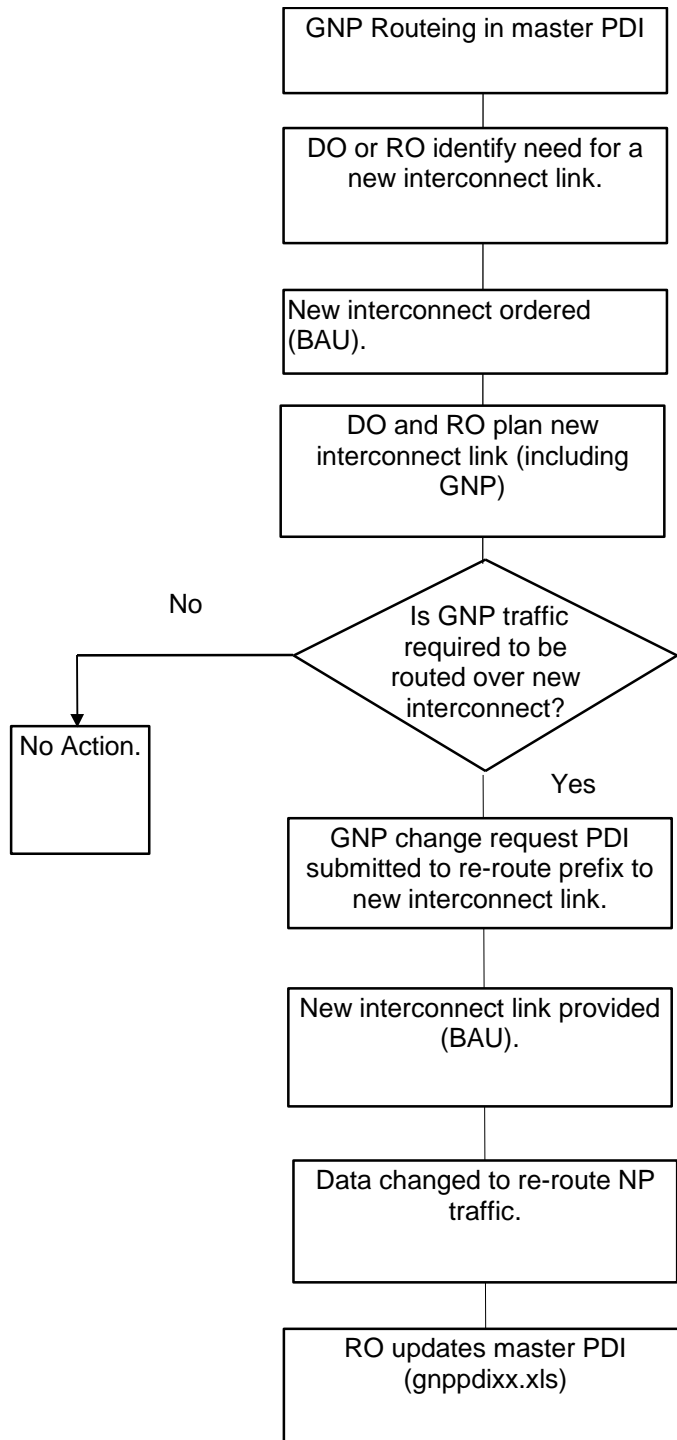 GNP Routeing in master PDI
DO or RO identify need for a
new interconnect link.
New interconnect ordered
(BAU).
DO and RO plan new
interconnect link (including
GNP)
No
Is GNP traffic
required to be
routed over new
interconnect?
No Action.
Yes
GNP change request PDI
submitted to re-route prefix to
new interconnect link.
New interconnect link provided
(BAU).
Data changed to re-route NP
traffic.
RO updates master PDI
(gnppdixx.xls)